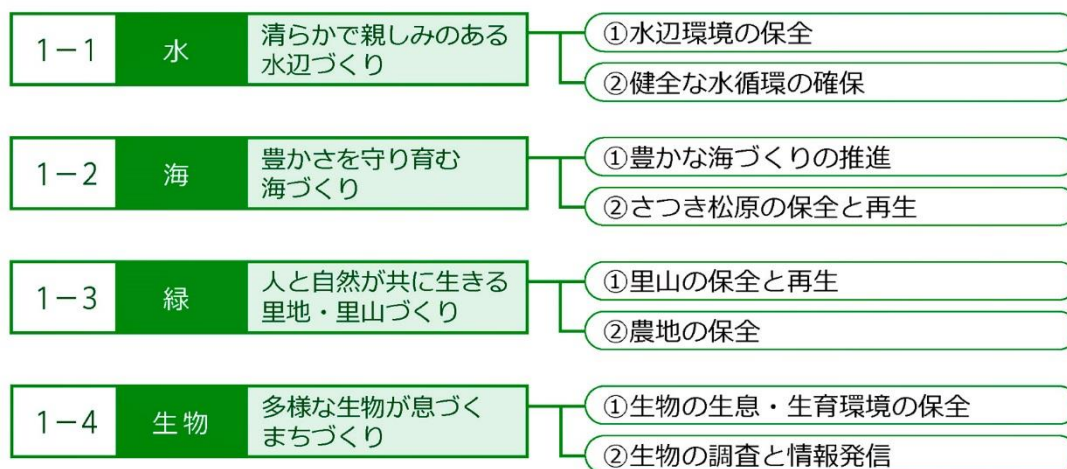 1－1 水 清らかで親しみのある
水辺づくり
①水辺環境の保全
②健全な水循環の確保
1－2 海 豊かさを守り育む
海づくり
①豊かな海づくりの推進
②さつき松原の保全と再生
1－3 緑 人と自然が共に生きる
里地・里山づくり
①里山の保全と再生
②農地の保全
1－4 生物 多様な生物が息づく
まちづくり
①生物の生息・生育環境の保全
②生物の調査と情報発信